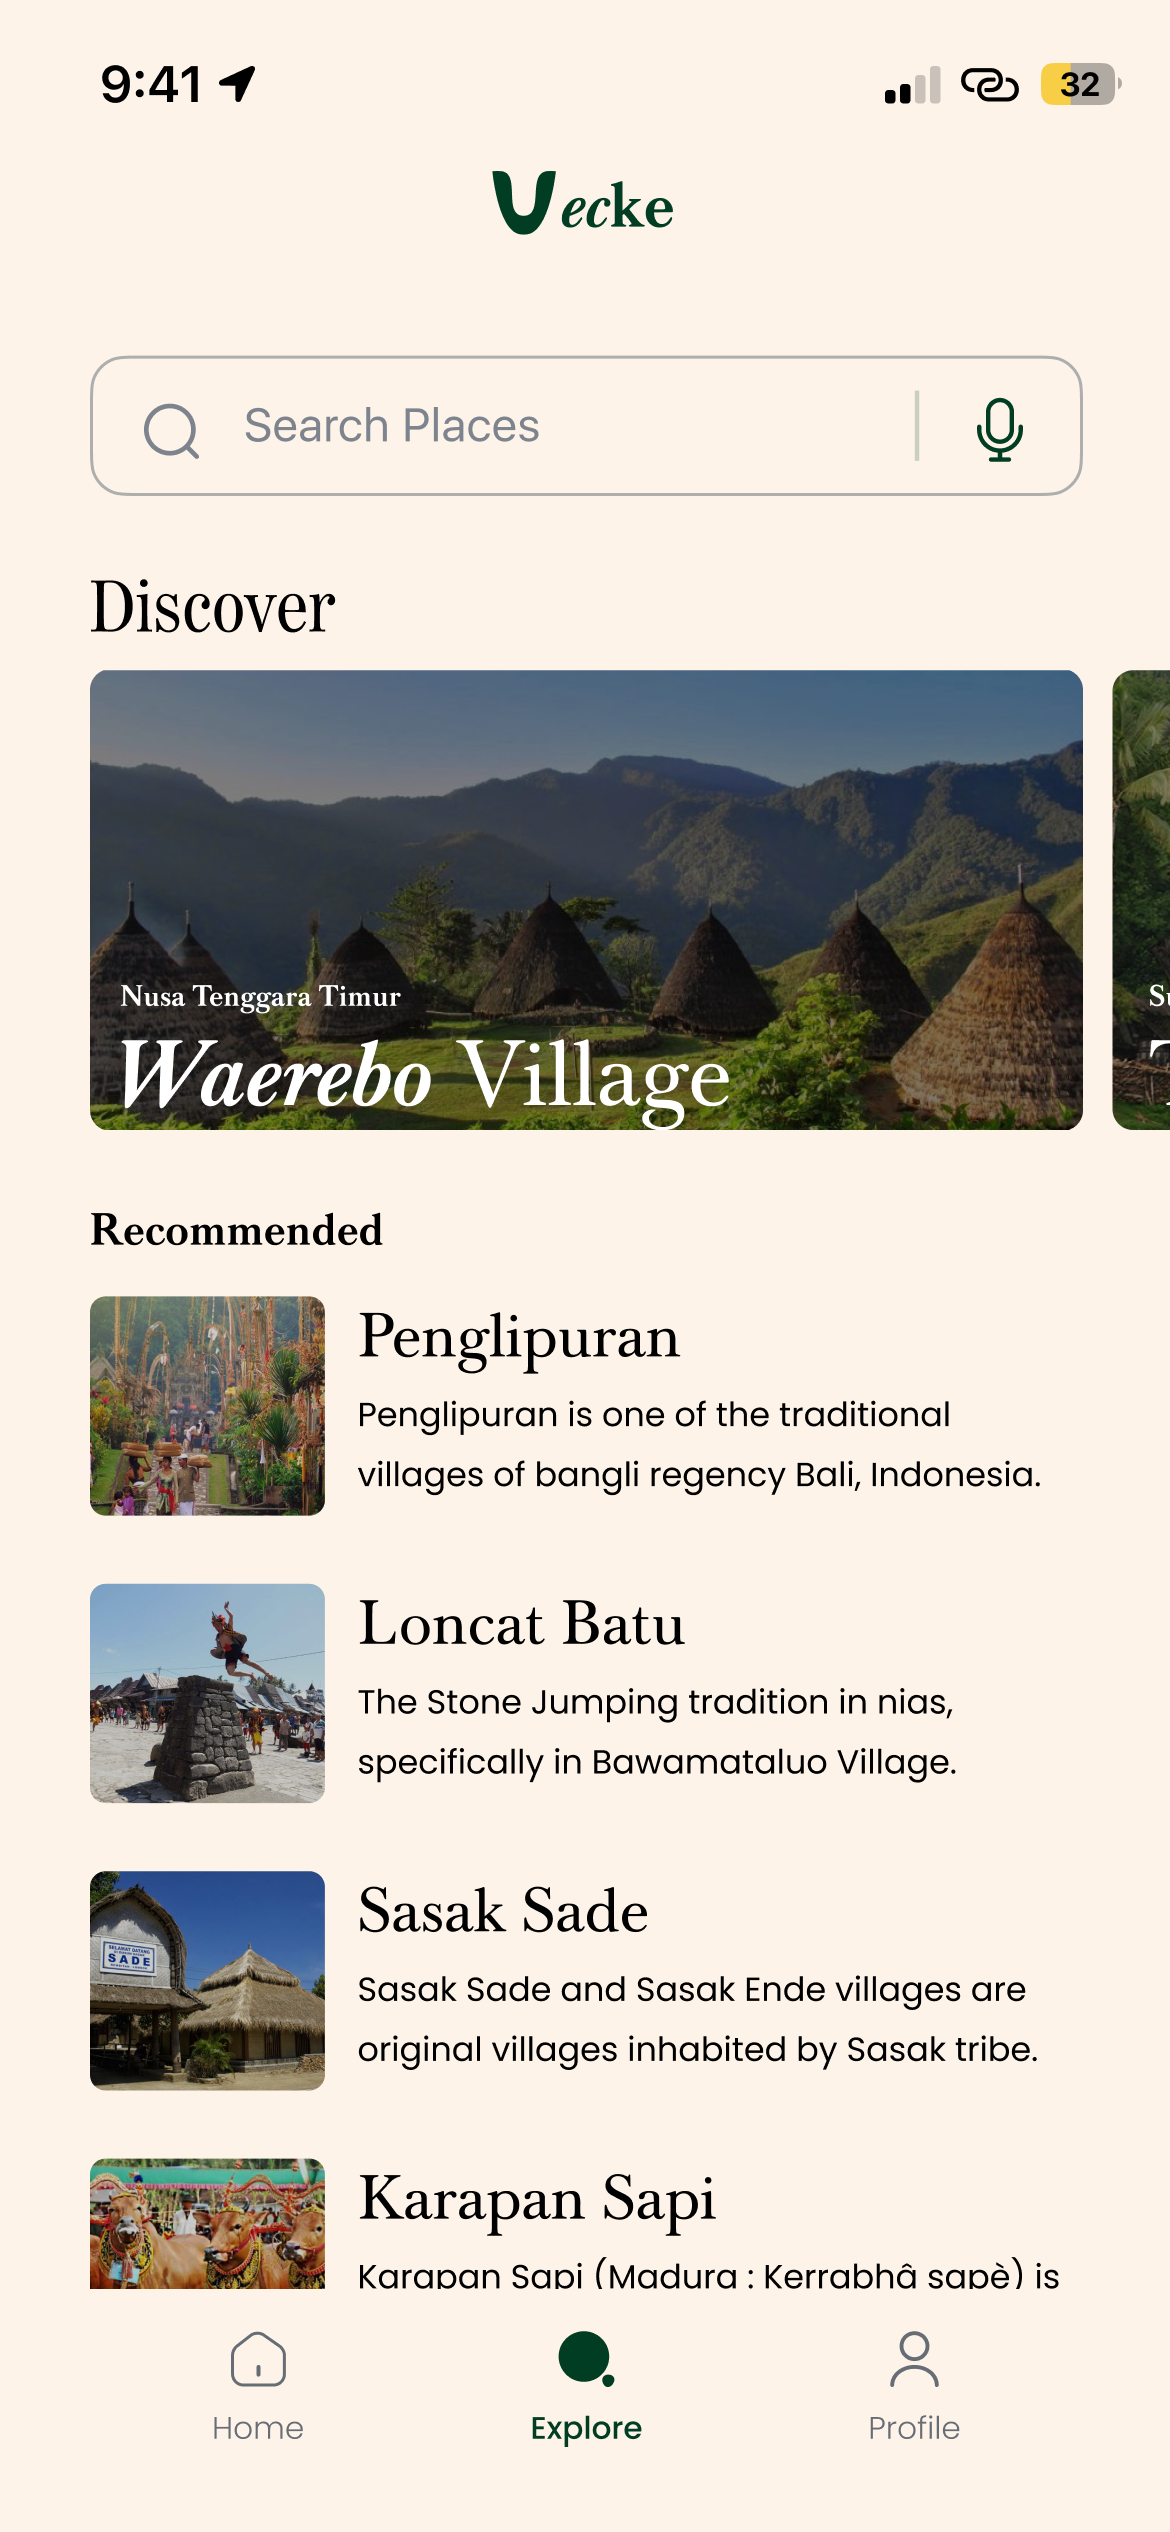 9:41
32
Vecke
Search Places
Discover
Nusa Tenggara Timur
Waerebo Village
Recommended
Penglipuran
Penglipuran is one of the traditional
villages of bangli regency Bali, Indonesia.
Loncat Batu
The Stone Jumping tradition in nias,
specifically in Bawamataluo Village.
SELAMAT DATANG
SADE
Sasak Sade
Sasak Sade and Sasak Ende villages are
original villages inhabited by Sasak tribe.
Karapan Sapi
Karapan Sapi (Madura : Kerrabhâ sapè) is
Home
Explore
Profile